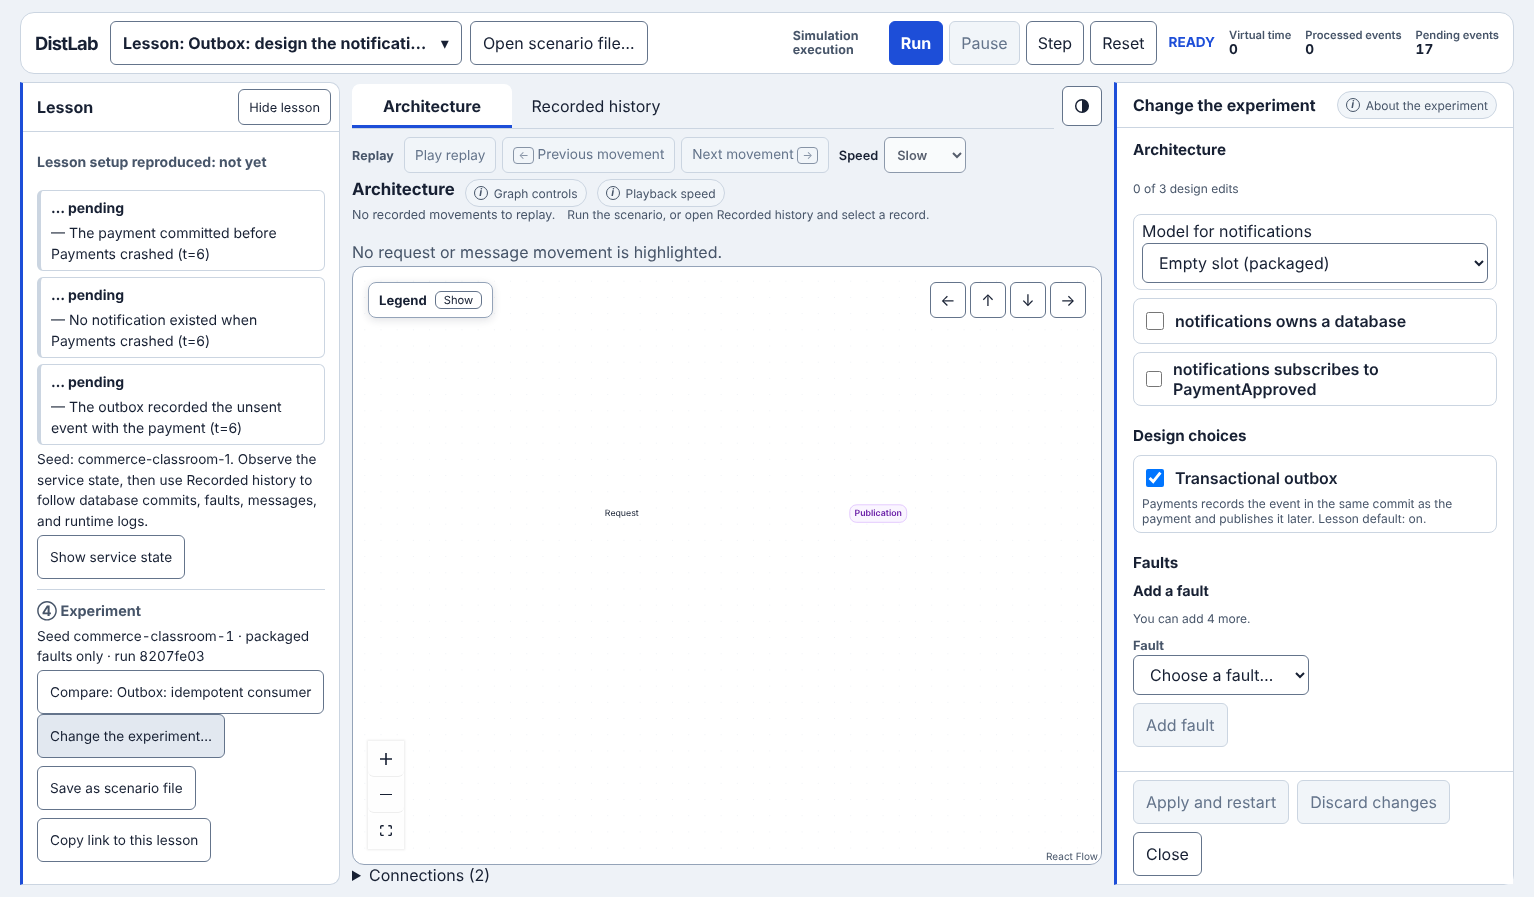 DistLab
Lesson: Outbox: design the notificati... ▼
Open scenario file...
Simulation
execution
Run
Pause
Step
Reset
READY
Virtual time
0
Processed events
0
Pending events
17
Lesson
Hide lesson
Lesson setup reproduced: not yet
... pending
— The payment committed before
Payments crashed (t=6)
... pending
— No notification existed when
Payments crashed (t=6)
... pending
— The outbox recorded the unsent
event with the payment (t=6)
Seed: commerce-classroom-1. Observe the
service state, then use Recorded history to
follow database commits, faults, messages,
and runtime logs.
Show service state
④ Experiment
Seed commerce-classroom-1 · packaged
faults only · run 8207fe03
Compare: Outbox: idempotent consumer
Change the experiment...
Save as scenario file
Copy link to this lesson
Architecture
Recorded history
Replay
Play replay
← Previous movement
Next movement →
Speed
Slow
Architecture
i Graph controls
i Playback speed
No recorded movements to replay. Run the scenario, or open Recorded history and select a record.
No request or message movement is highlighted.
Legend
Show
← ↑ ↓ →
Request
Publication
+
−
React Flow
▶ Connections (2)
Change the experiment
i About the experiment
Architecture
0 of 3 design edits
Model for notifications
Empty slot (packaged)
notifications owns a database
notifications subscribes to
PaymentApproved
Design choices
Transactional outbox
Payments records the event in the same commit as the
payment and publishes it later. Lesson default: on.
Faults
Add a fault
You can add 4 more.
Fault
Choose a fault...
Add fault
Apply and restart
Discard changes
Close